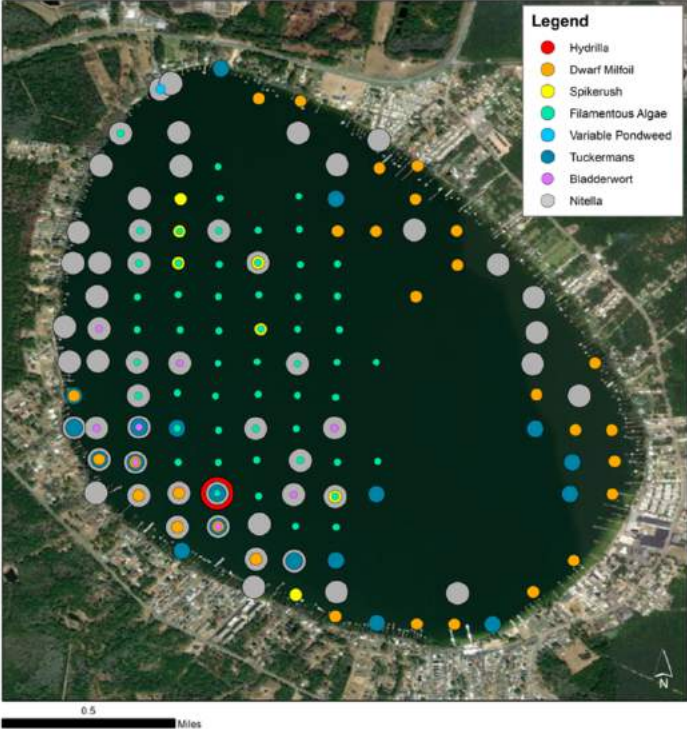 Legend
Hydrilla
Dwarf Milfoil
Spikerush
Filamentous Algae
Variable Pondweed
Tuckermans
Bladderwort
Nitella
N
0.5
Miles